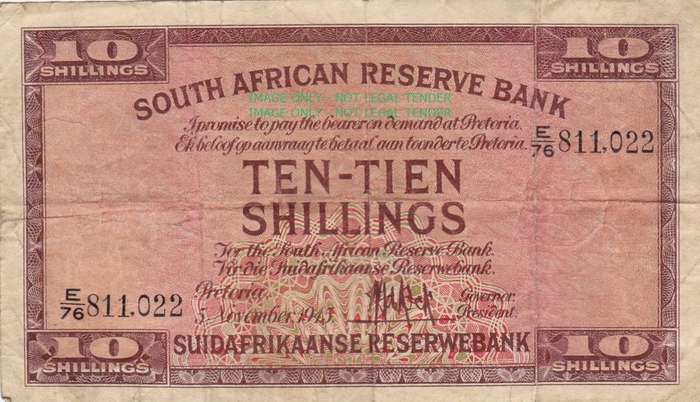 10 SHILLINGS
10 SHILLINGS
SOUTH AFRICAN RESERVE BANK
IMAGE ONLY - NOT LEGAL TENDER
IMAGE ONLY - NOT LEGAL TENDER
I promise to pay the bearer on demand at Pretoria.
Ek beloof op aanvraag te betaal aan toonder te Pretoria.
E/76 811,022
TEN-TIEN
SHILLINGS
For the South African Reserve Bank.
Vir die Suidafrikaanse Reserwebank.
E/76 811,022
Pretoria.
Governor.
President.
November 1943
SUIDAFRIKAANSE RESERWEBANK
10 SHILLINGS
10 SHILLINGS